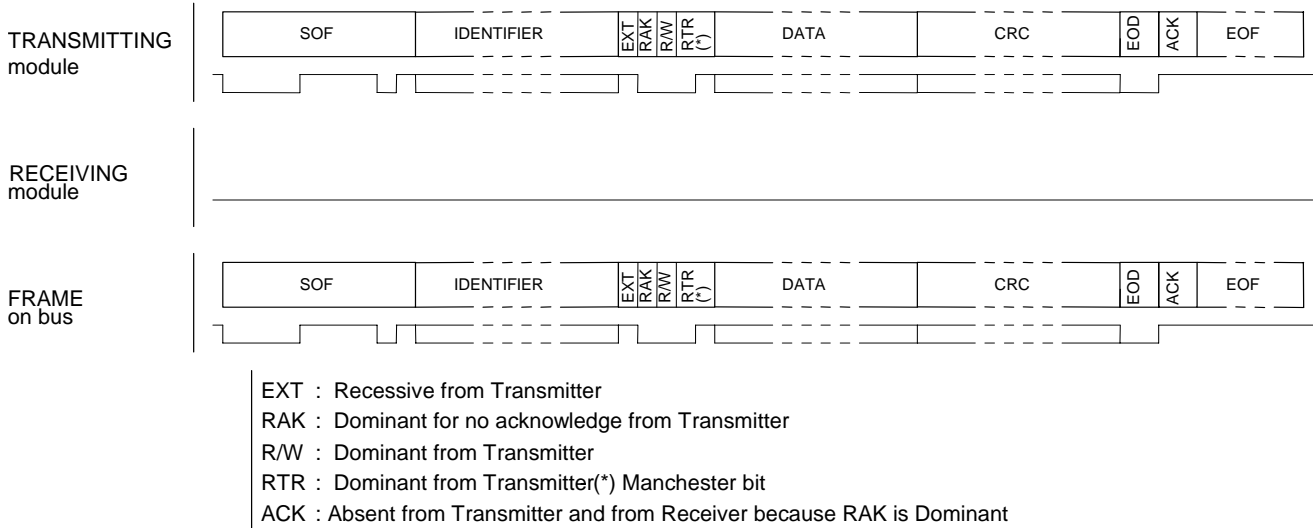 TRANSMITTING
module
SOF IDENTIFIER EXT RAK R/W RTR (*) DATA CRC EOD ACK EOF
RECEIVING
module
FRAME
on bus
SOF IDENTIFIER EXT RAK R/W RTR (*) DATA CRC EOD ACK EOF
EXT : Recessive from Transmitter
RAK : Dominant for no acknowledge from Transmitter
R/W : Dominant from Transmitter
RTR : Dominant from Transmitter(*) Manchester bit
ACK : Absent from Transmitter and from Receiver because RAK is Dominant